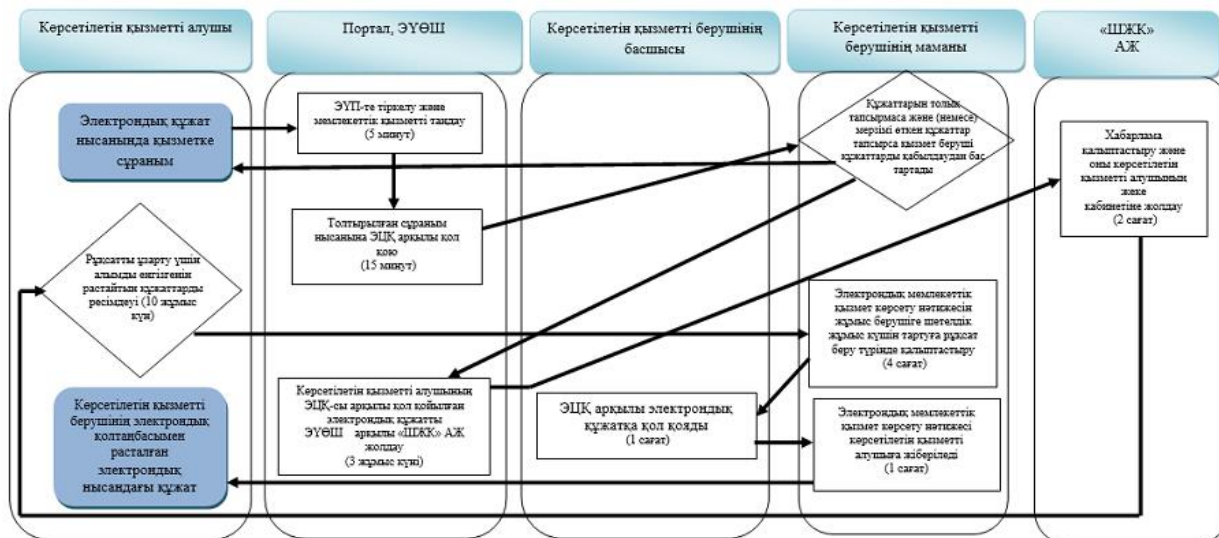 Көрсетілетін қызметті алушы
Портал, ЭҮӨШ
Көрсетілетін қызметті берушінің
басшысы
Көрсетілетін қызметті
берушінің маманы
«ШЖК»
АЖ
Электрондық құжат
нысанында қызметке
сұраным
Рұқсатты ұзарту үшін
алымды енгізгенін
растайтын құжаттарды
ресімдеуі (10 жұмыс
күн)
Көрсетілетін қызметті
берушінің электрондық
қолтаңбасымен
расталған
электрондық
нысандағы құжат
ЭҮП-те тіркелу және
мемлекеттік қызметті таңдау
(5 минут)
Толтырылған сұраным
нысанына ЭЦҚ арқылы қол
қою
(15 минут)
Көрсетілетін қызметті алушының
ЭЦҚ-сы арқылы қол қойылған
электрондық құжатты
ЭҮӨШ арқылы «ШЖК» АЖ
жолдау
(3 жұмыс күні)
ЭЦҚ арқылы электрондық
құжатқа қол қояды
(1 сағат)
Құжаттарын толық
тапсырмаса және (немесе)
мерзімі өткен құжаттар
тапсырса қызмет беруші
құжаттарды қабылдаудан бас
тартады
Электрондық мемлекеттік
қызмет көрсету нәтижесін
жұмыс берушіге шетелдік
жұмыс күшін тартуға рұқсат
беру түрінде қалыптастыру
(4 сағат)
Электрондық мемлекеттік
қызмет көрсету нәтижесі
көрсетілетін қызметті
алушыға жіберіледі
(1 сағат)
Хабарлама
қалыптастыру және
оны көрсетілетін
қызметті алушының
жеке
кабинетіне жолдау
(2 сағат)